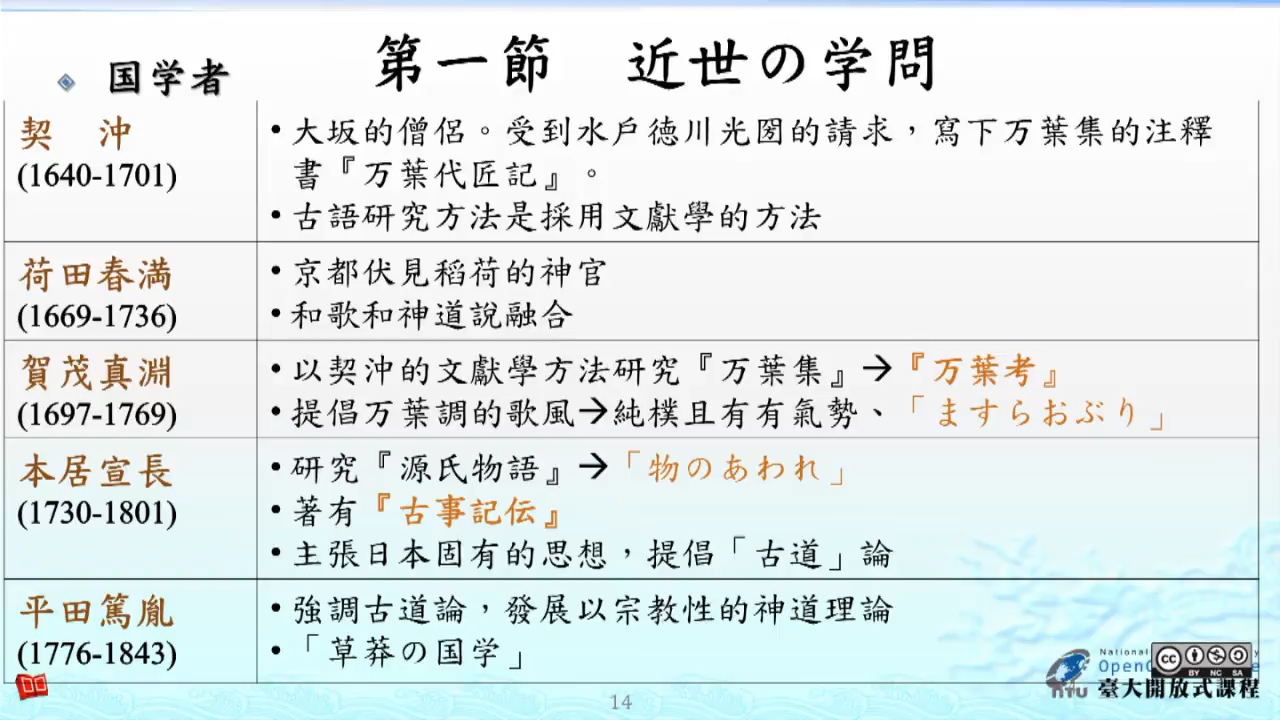 第一節　近世の学問
国学者
契　沖
(1640-1701)
• 大坂的僧侶。受到水戶徳川光圀的請求，寫下万葉集的注釋
書『万葉代匠記』。
• 古語研究方法是採用文獻學的方法
荷田春満
(1669-1736)
• 京都伏見稻荷的神官
• 和歌和神道說融合
賀茂真淵
(1697-1769)
• 以契沖的文獻學方法研究『万葉集』→『万葉考』
• 提倡万葉調的歌風→純樸且有有氣勢、「ますらおぶり」
本居宣長
(1730-1801)
• 研究『源氏物語』→「物のあわれ」
• 著有『古事記伝』
• 主張日本固有的思想，提倡「古道」論
平田篤胤
(1776-1843)
• 強調古道論，發展以宗教性的神道理論
• 「草莽の国学」
NTU
臺大開放式課程
CC BY NC SA
14